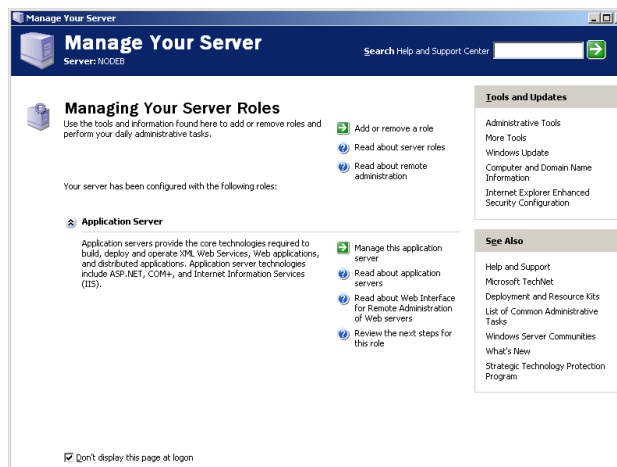 Manage Your Server
Manage Your Server
Server: NODEB
Search Help and Support Center
Managing Your Server Roles
Use the tools and information found here to add or remove roles and
perform your daily administrative tasks.
Your server has been configured with the following roles:
Add or remove a role
Read about server roles
Read about remote
administration
Application Server
Application servers provide the core technologies required to
build, deploy and operate XML Web Services, Web applications,
and distributed applications. Application server technologies
include ASP.NET, COM+, and Internet Information Services
(IIS).
Manage this application
server
Read about application
servers
Read about Web Interface
for Remote Administration
of Web servers
Review the next steps for
this role
Tools and Updates
Administrative Tools
More Tools
Windows Update
Computer and Domain Name
Information
Internet Explorer Enhanced
Security Configuration
See Also
Help and Support
Microsoft TechNet
Deployment and Resource Kits
List of Common Administrative
Tasks
Windows Server Communities
What's New
Strategic Technology Protection
Program
Don't display this page at logon